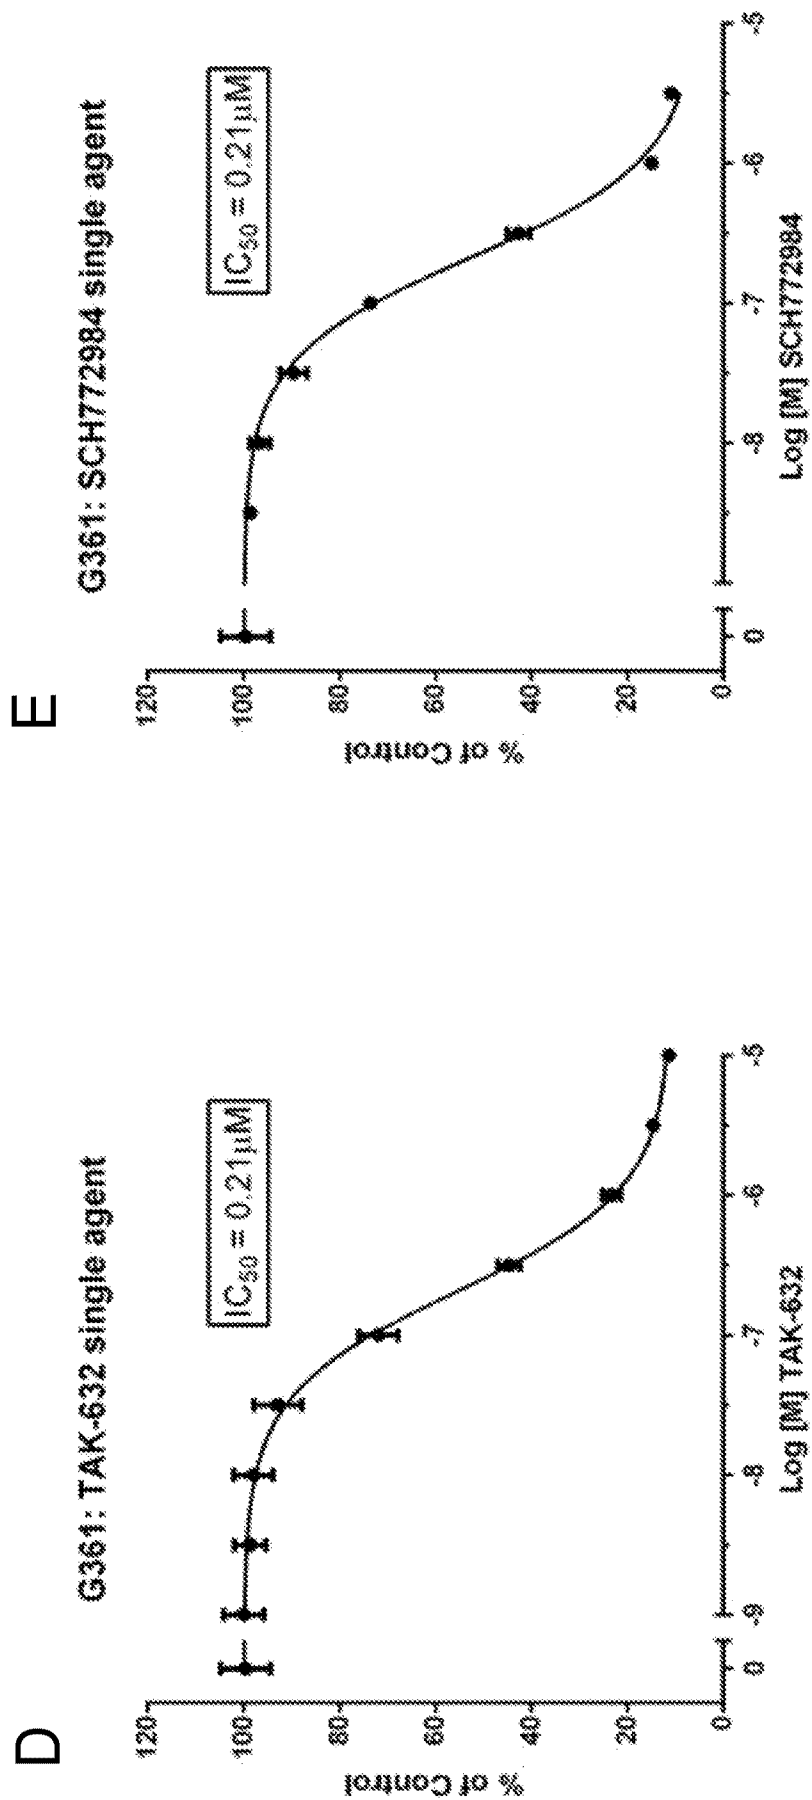 D
G361: TAK-632 single agent
IC50 = 0.21µM
120
100
80
60
40
20
0
% of Control
0
-9
-8
-7
-6
-5
Log [M] TAK-632
E
G361: SCH772984 single agent
IC50 = 0.21µM
120
100
80
60
40
20
0
% of Control
0
-8
-7
-6
-5
Log [M] SCH772984